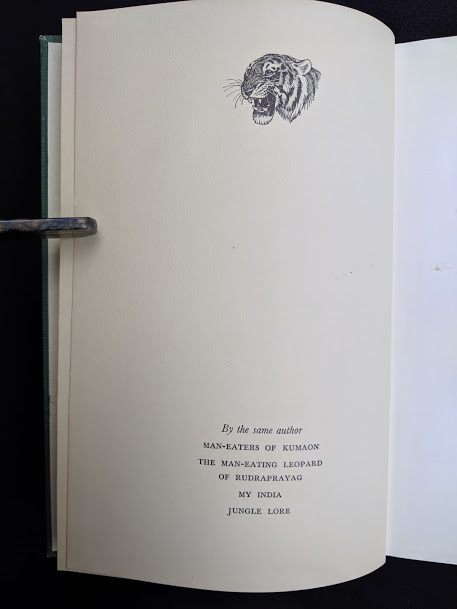 By the same author
MAN-EATERS OF KUMAON
THE MAN-EATING LEOPARD
OF RUDRAPRAYAG
MY INDIA
JUNGLE LORE